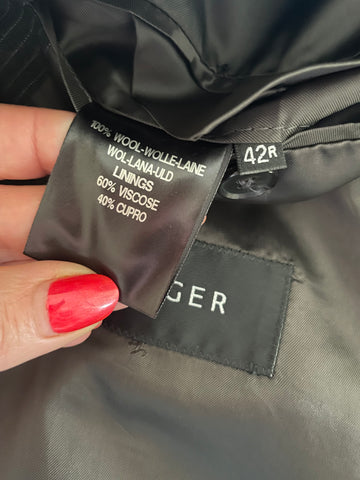 100% WOOL-WOLLE-LAINE
WOL-LANA-ULD
LININGS
60% VISCOSE
40% CUPRO
42R
GER